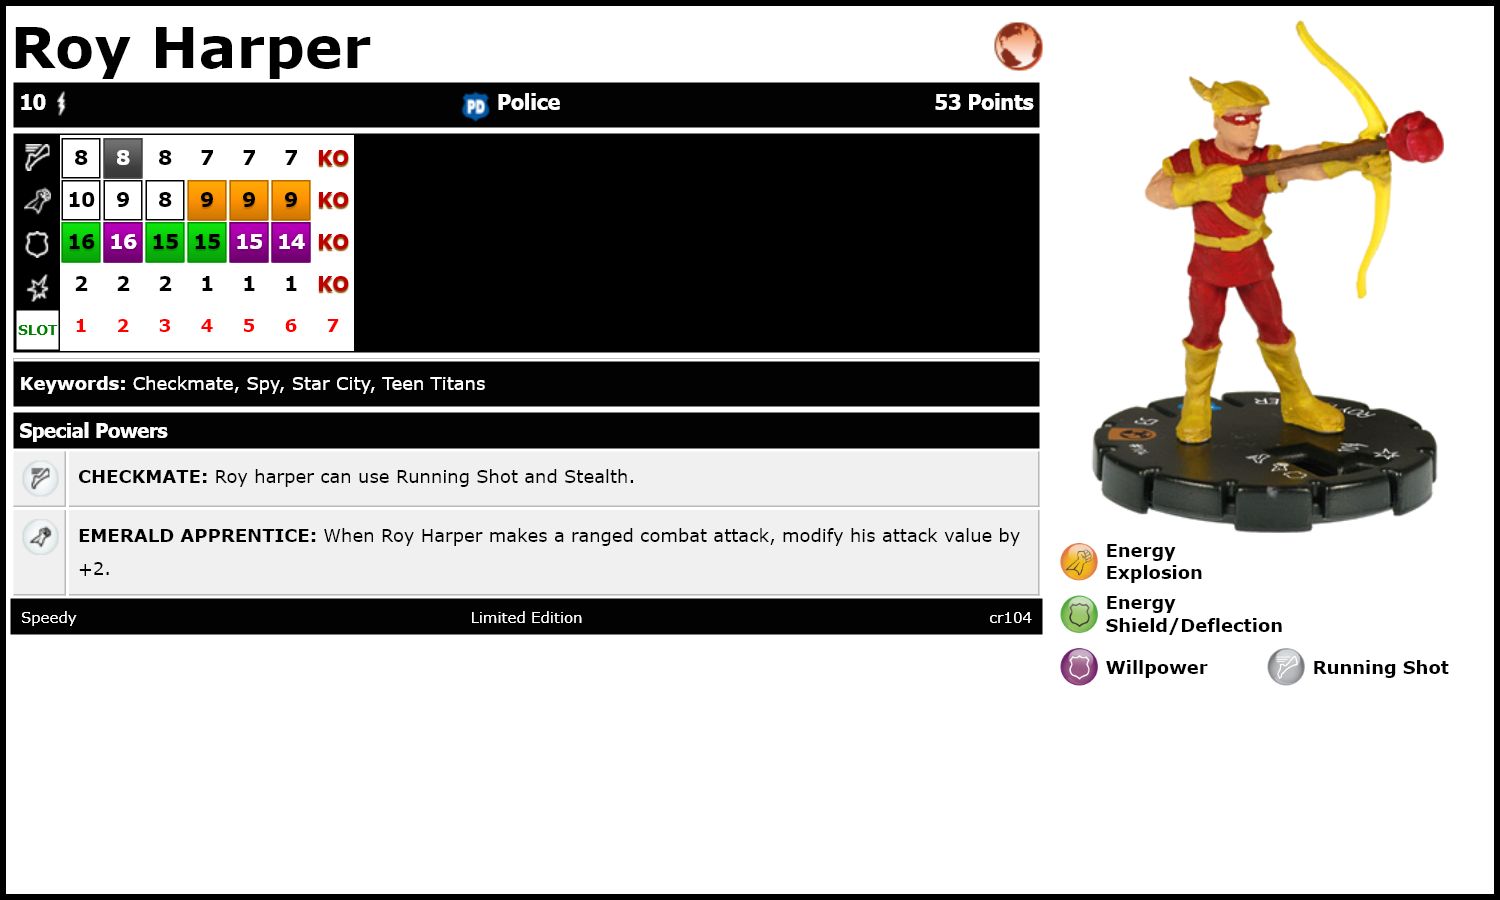 Roy Harper
10 PD Police 53 Points
8 8 8 7 7 7 KO
10 9 8 9 9 9 KO
16 16 15 15 15 14 KO
2 2 2 1 1 1 KO
SLOT 1 2 3 4 5 6 7
Keywords: Checkmate, Spy, Star City, Teen Titans
Special Powers
CHECKMATE: Roy harper can use Running Shot and Stealth.
EMERALD APPRENTICE: When Roy Harper makes a ranged combat attack, modify his attack value by
+2.
Speedy Limited Edition cr104
Energy
Explosion
Energy
Shield/Deflection
Willpower Running Shot